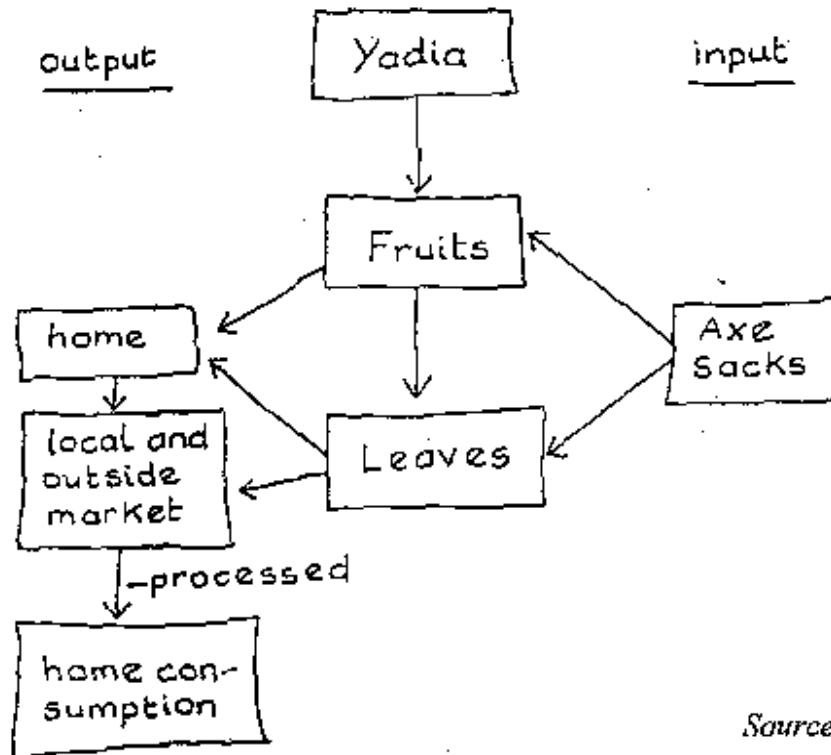 output
Yadia
input
Fruits
home
Axe
Sacks
local and
outside
market
Leaves
processed
home con-
sumption
Source